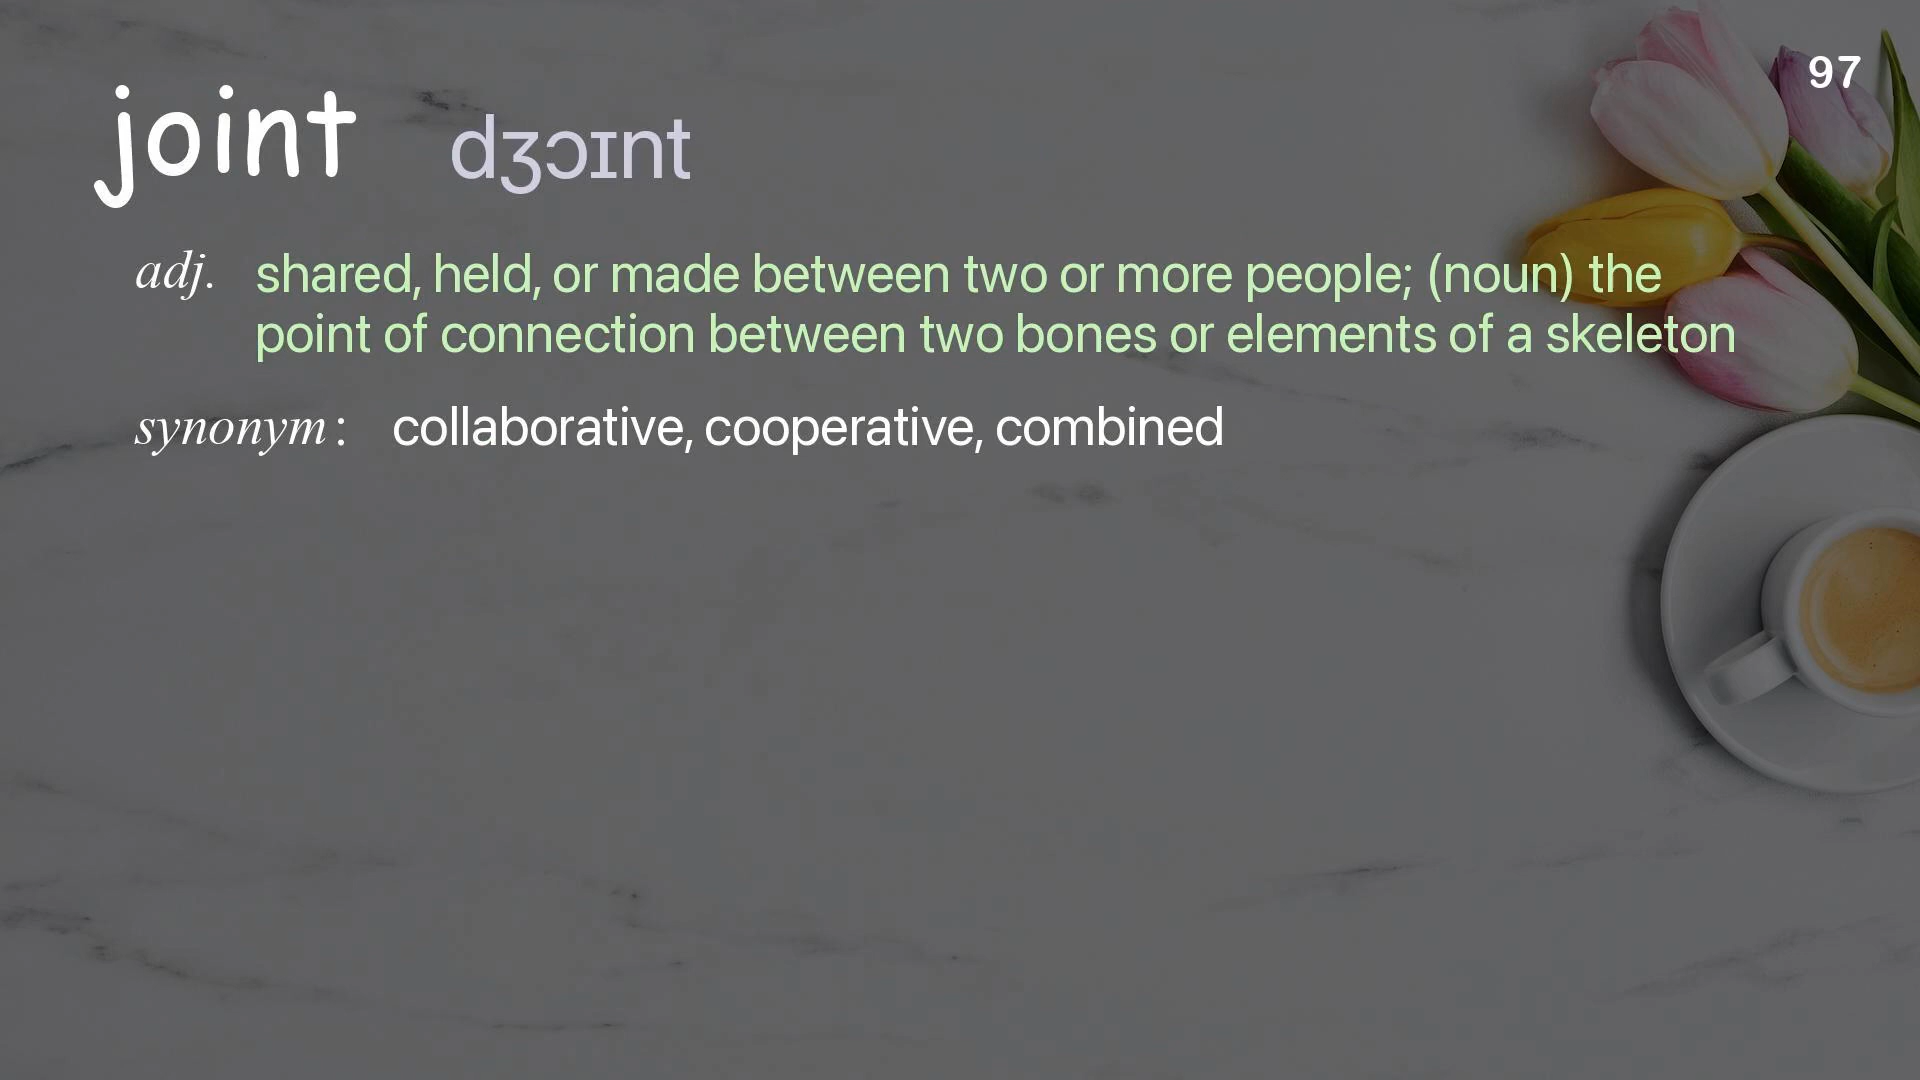 97
joint dʒɔɪnt
adj. shared, held, or made between two or more people; (noun) the
point of connection between two bones or elements of a skeleton
synonym: collaborative, cooperative, combined